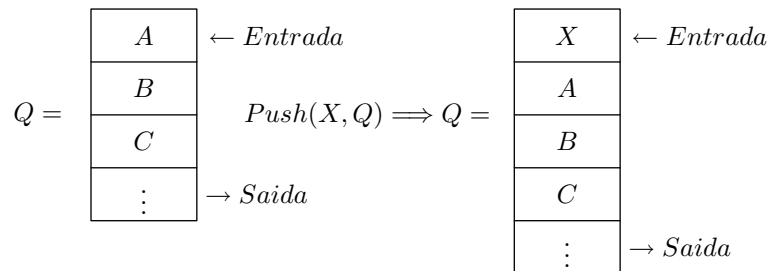 A ← Entrada
B
Q =
C
⋮ → Saida
Push(X, Q) ⟹ Q =
X ← Entrada
A
B
C
⋮ → Saida